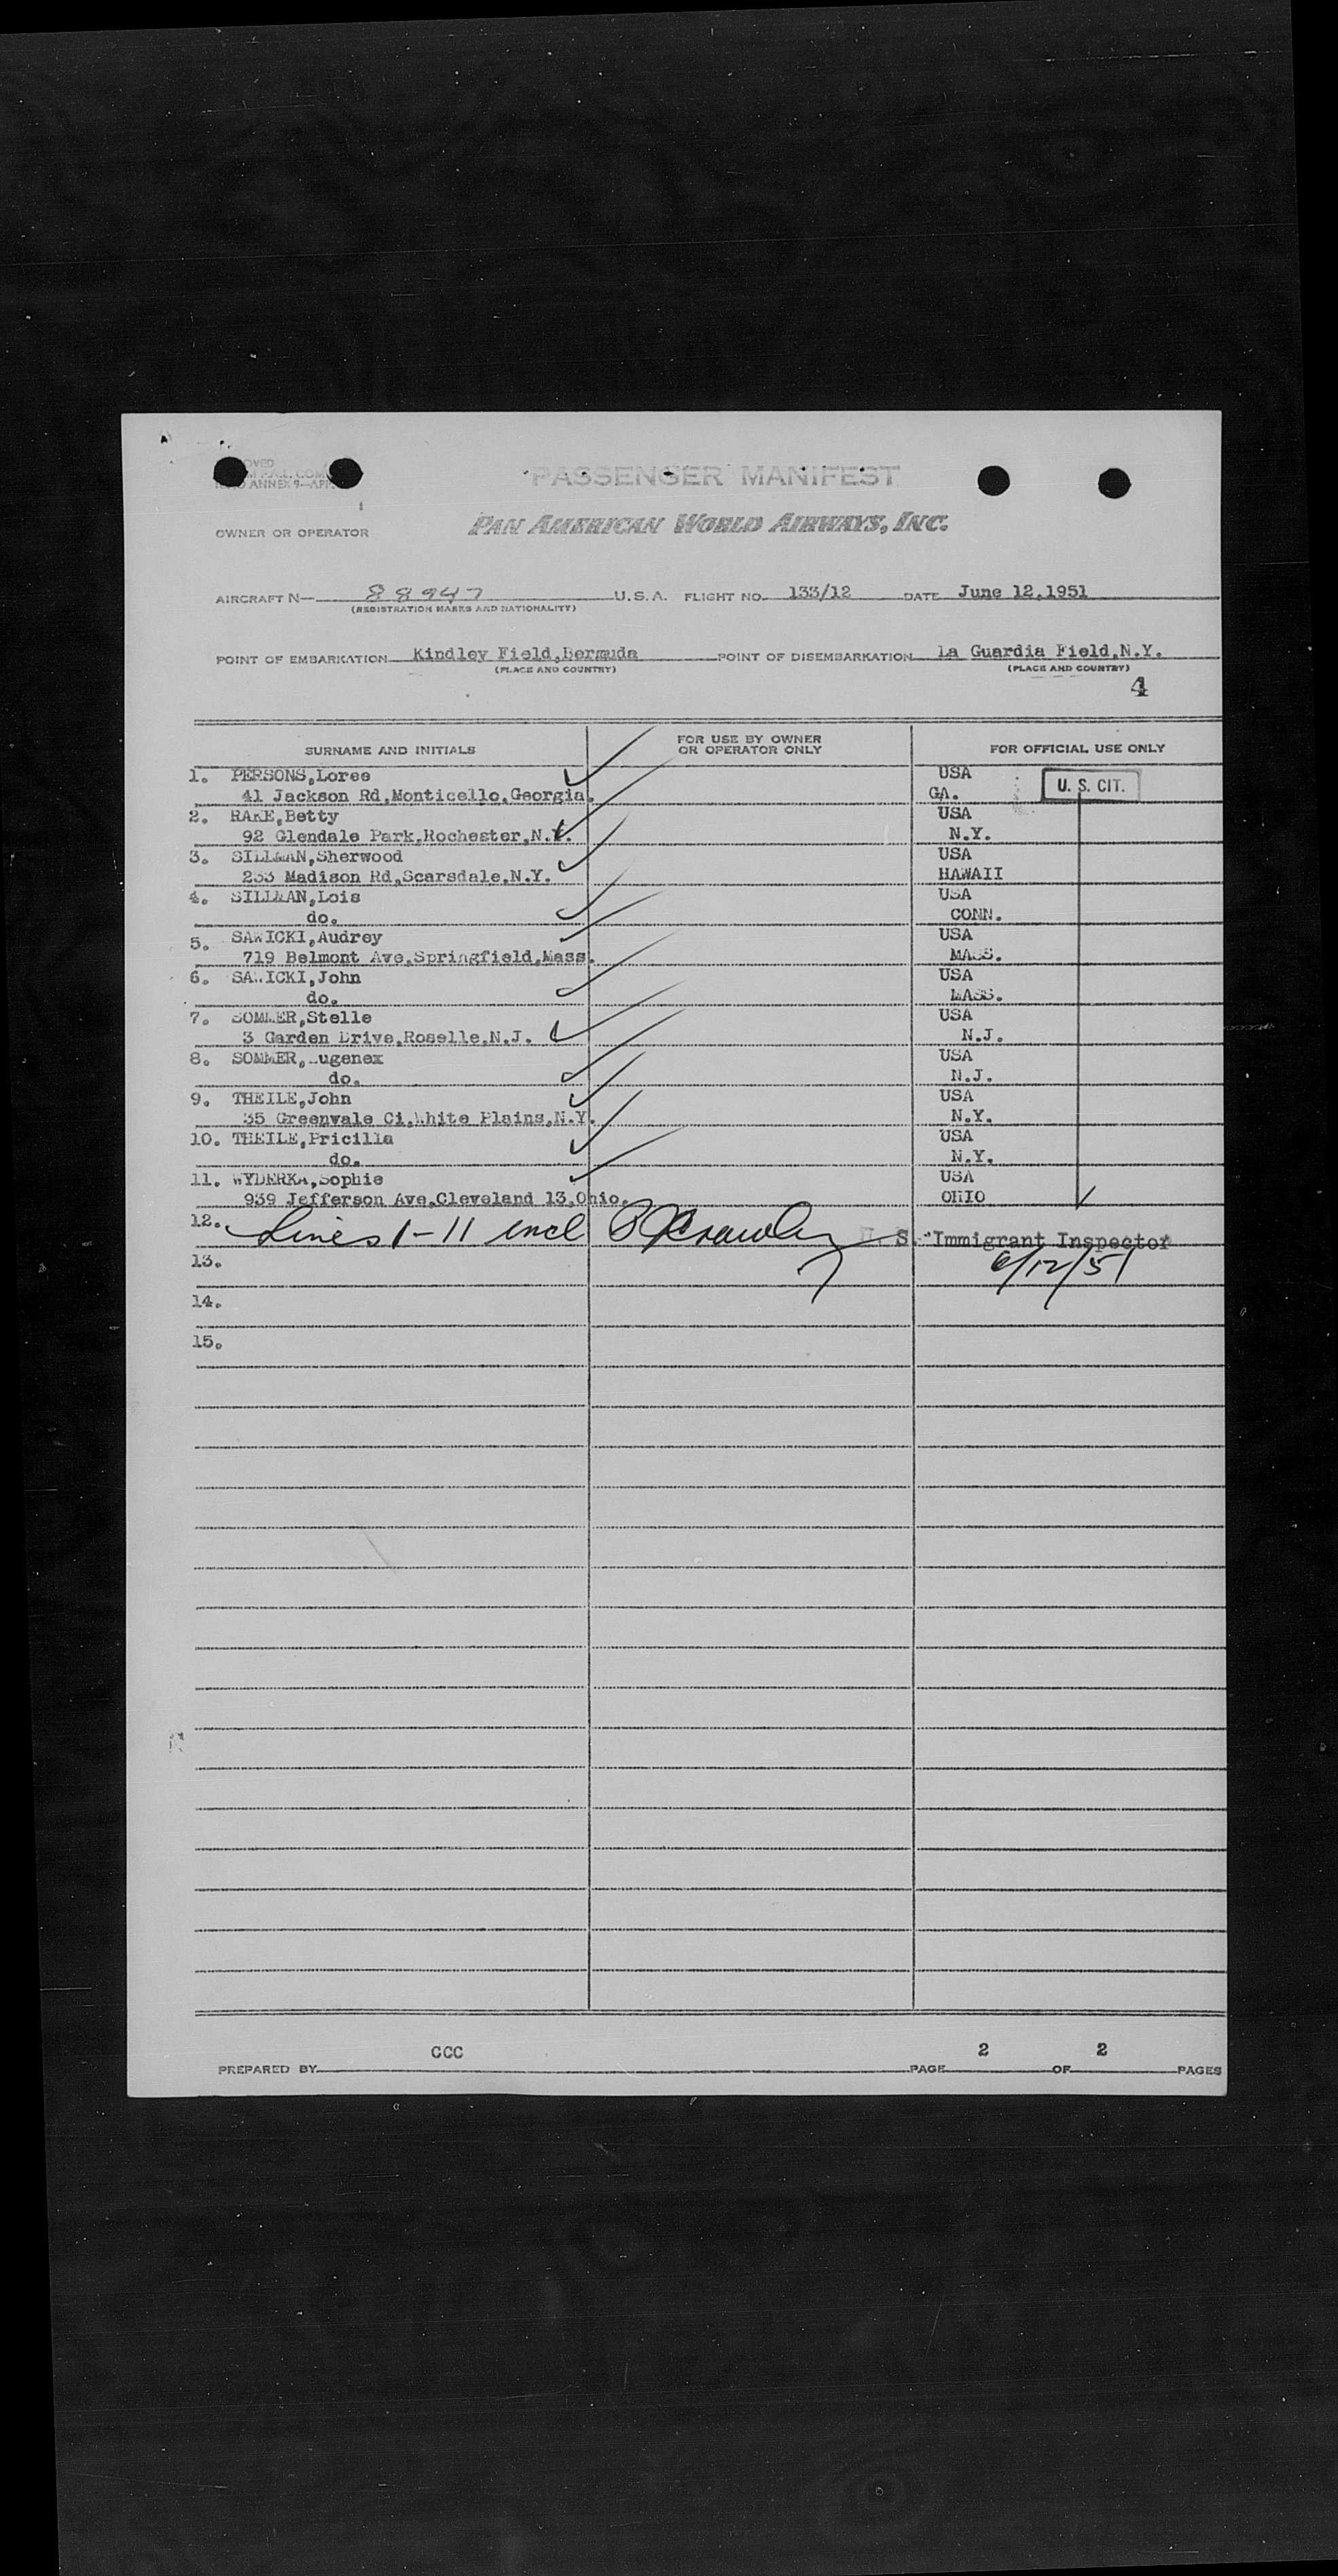 ANNEX 9—
PASSENGER MANIFEST
OWNER OR OPERATOR
PAN AMERICAN WORLD AIRWAYS, INC.
AIRCRAFT N— 88947 U.S.A. FLIGHT NO. 133/12 DATE June 12,1951
(REGISTRATION MARKS AND NATIONALITY)
POINT OF EMBARKATION Kindley Field,Bermuda POINT OF DISEMBARKATION La Guardia Field,N.Y.
(PLACE AND COUNTRY) (PLACE AND COUNTRY)
4
SURNAME AND INITIALS FOR USE BY OWNER OR OPERATOR ONLY FOR OFFICIAL USE ONLY
1. PERSONS,Loree USA
41 Jackson Rd,Monticello,Georgia. GA. U. S. CIT.
2. RAKE,Betty USA
92 Glendale Park,Rochester,N.Y. N.Y.
3. SILLMAN,Sherwood USA
233 Madison Rd,Scarsdale,N.Y. HAWAII
4. SILLMAN,Lois USA
do. CONN.
5. SAWICKI,Audrey USA
719 Belmont Ave,Springfield,Mass. MASS.
6. SAWICKI,John USA
do. MASS.
7. SOMMER,Stelle USA
3 Garden Drive,Roselle,N.J. N.J.
8. SOMMER, USA
do. N.J.
9. THEILE,John USA
35 Greenvale Ci,White Plains,N.Y. N.Y.
10. THEILE,Pricilla USA
do. N.Y.
11. WYDERKA,Sophie USA
939 Jefferson Ave,Cleveland 13,Ohio. OHIO
12. Lines 1-11 incl U. S. Immigrant Inspector
13. 6/12/51
14.
15.
PREPARED BY CCC PAGE 2 OF 2 PAGES